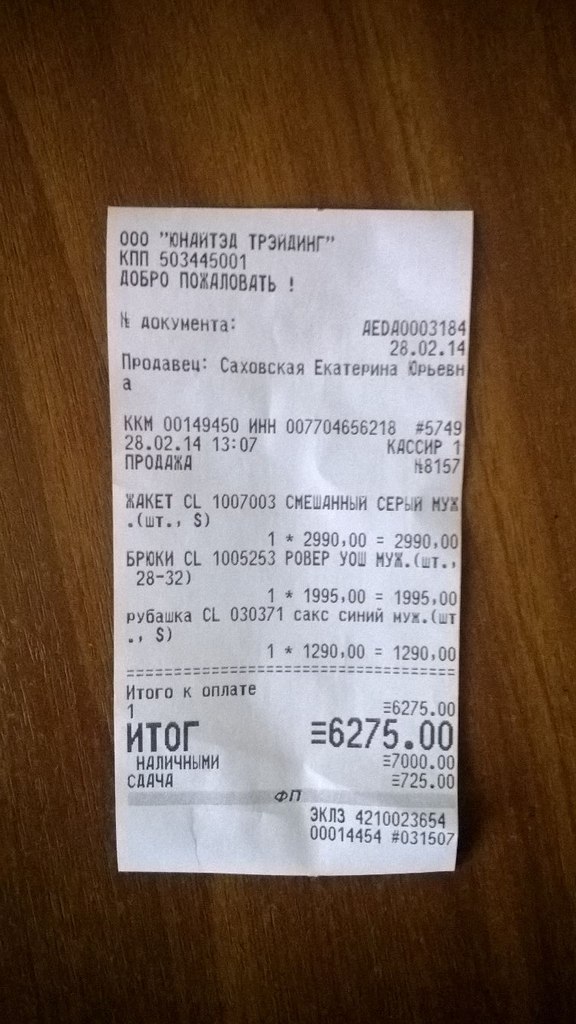 ООО "ЮНАЙТЭД ТРЭЙДИНГ"
КПП 503445001
ДОБРО ПОЖАЛОВАТЬ !
№ документа: AEDA0003184
28.02.14
Продавец: Саховская Екатерина Юрьевн
а
ККМ 00149450 ИНН 007704656218 #5749
28.02.14 13:07 КАССИР 1
ПРОДАЖА №8157
ЖАКЕТ CL 1007003 СМЕШАННЫЙ СЕРЫЙ МУЖ
.(шт., S)
1 * 2990,00 = 2990,00
БРЮКИ CL 1005253 РОВЕР УОШ МУЖ.(шт.,
28-32)
1 * 1995,00 = 1995,00
рубашка CL 030371 сакс синий муж.(шт
., S)
1 * 1290,00 = 1290,00
====================================
Итого к оплате
1 ≡6275.00
ИТОГ ≡6275.00
НАЛИЧНЫМИ ≡7000.00
СДАЧА ≡725.00
ФП
ЭКЛЗ 4210023654
00014454 #031507